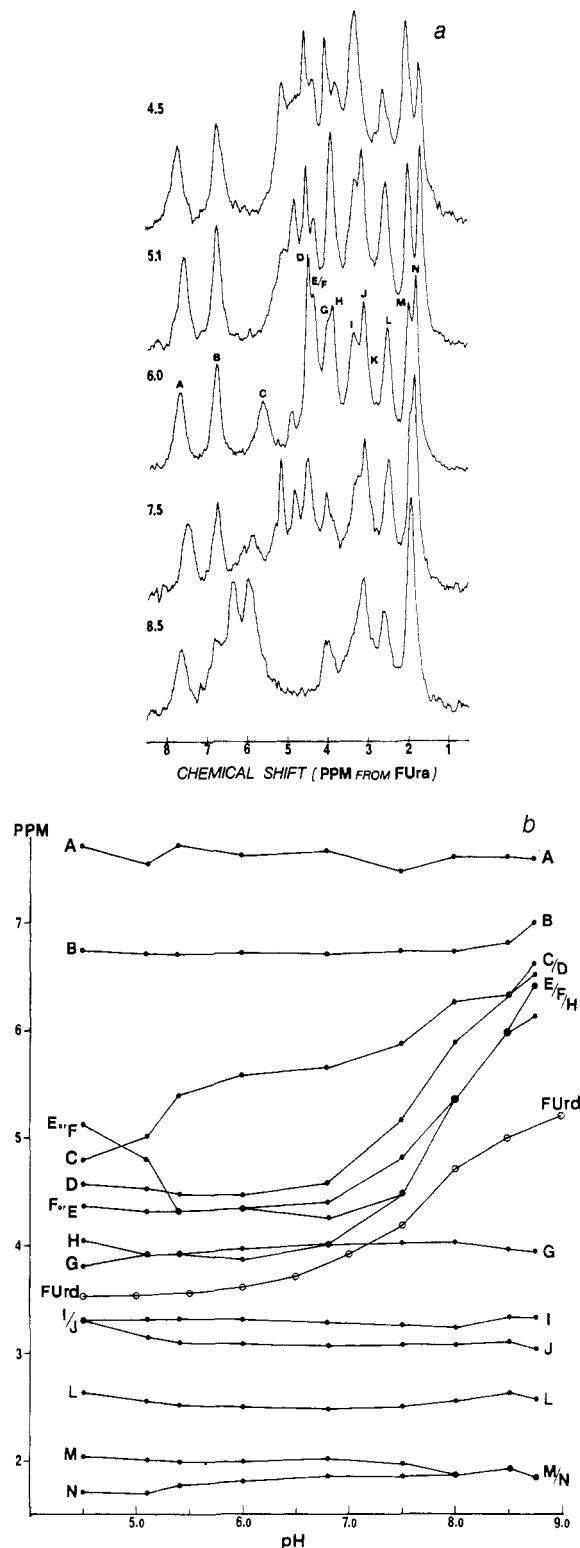 a
4.5
5.1
D
E/F
G
H
I
J
K
L
M
N
6.0
A
B
C
7.5
8.5
8 7 6 5 4 3 2 1
CHEMICAL SHIFT (PPM FROM FUra)
PPM
b
A
A
7
B
B
C/D
E/F/H
6
FUrd
E or F
5
C
D
F or E
H
4
G
G
FUrd
I/J
I
3
J
L
L
M
2
N
M/N
5.0 6.0 7.0 8.0 9.0
pH